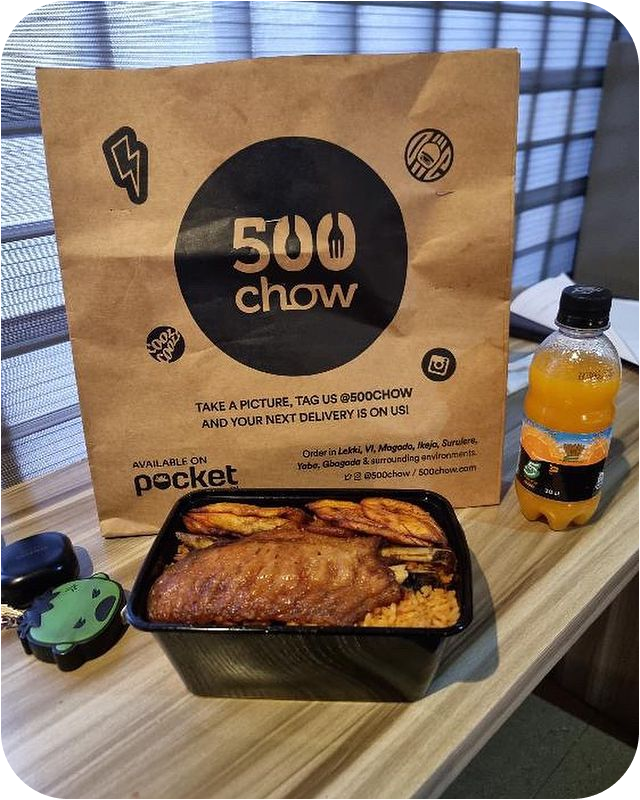 500
chow
TAKE A PICTURE, TAG US @500CHOW
AND YOUR NEXT DELIVERY IS ON US!
Order in Lekki, VI, Magodo, Ikeja, Surulere,
Yaba, Gbagada & surrounding environments.
@500chow / 500chow.com
AVAILABLE ON
pocket
5